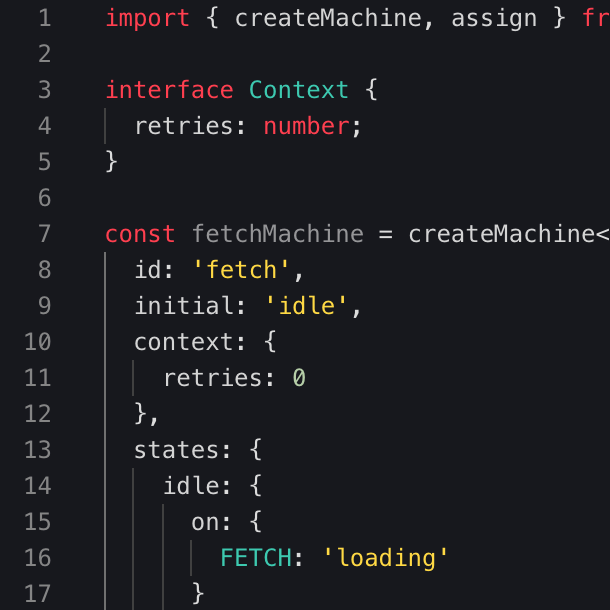 1 import { createMachine, assign } fr
2
3 interface Context {
4 retries: number;
5 }
6
7 const fetchMachine = createMachine<
8 id: 'fetch',
9 initial: 'idle',
10 context: {
11 retries: 0
12 },
13 states: {
14 idle: {
15 on: {
16 FETCH: 'loading'
17 }